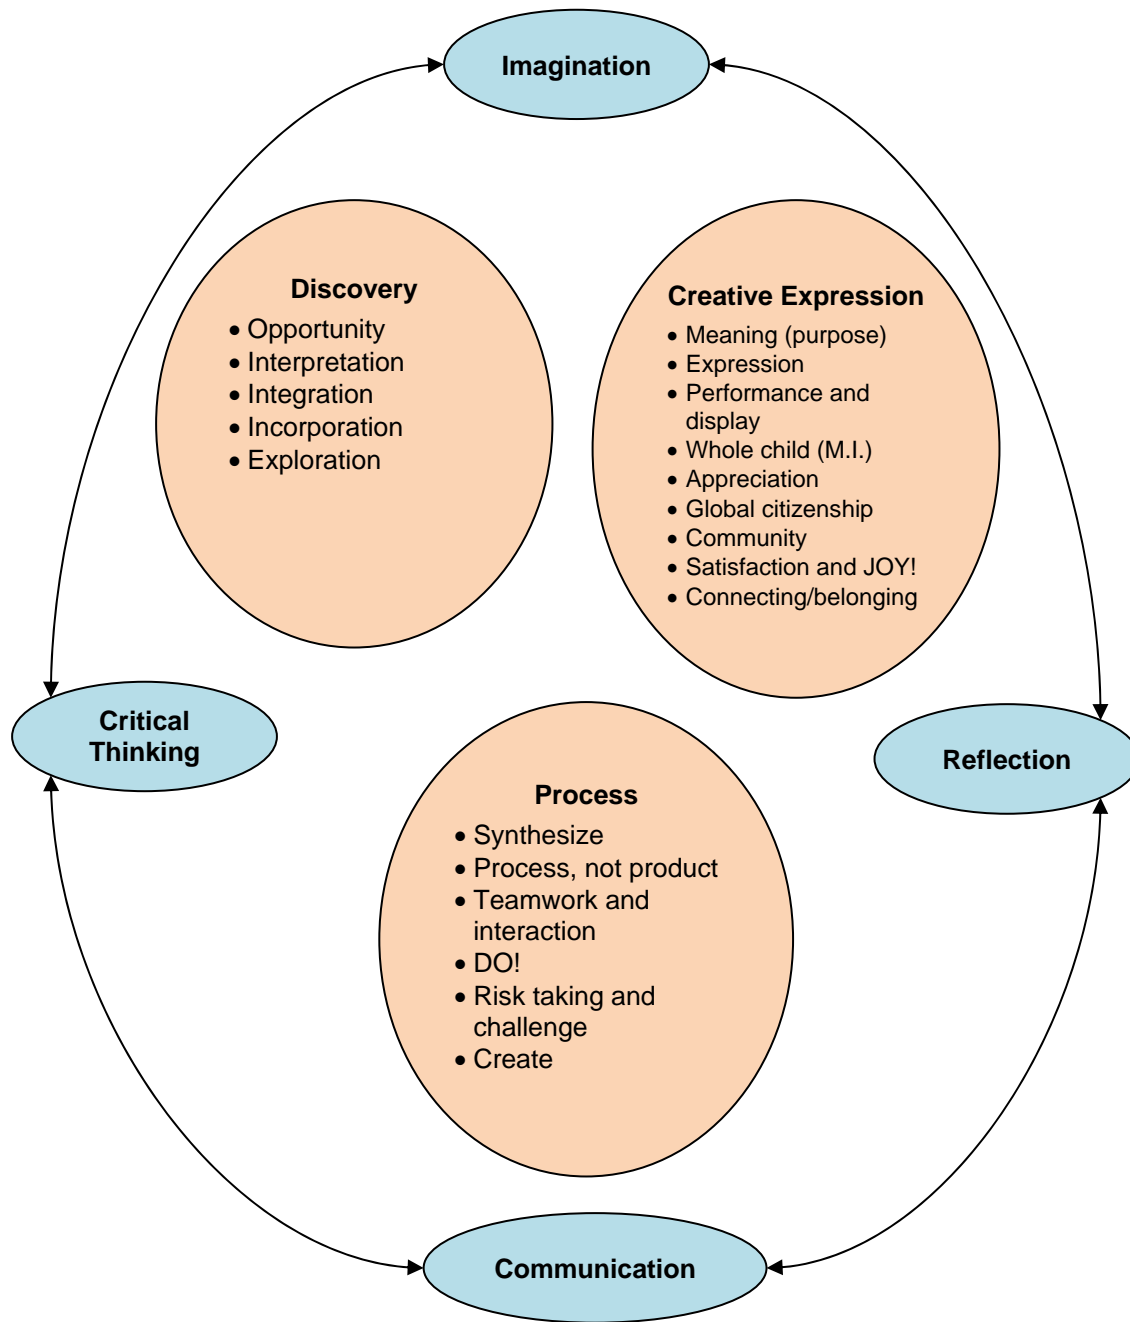 Imagination
Discovery
• Opportunity
• Interpretation
• Integration
• Incorporation
• Exploration
Creative Expression
• Meaning (purpose)
• Expression
• Performance and
display
• Whole child (M.I.)
• Appreciation
• Global citizenship
• Community
• Satisfaction and JOY!
• Connecting/belonging
Critical
Thinking
Reflection
Process
• Synthesize
• Process, not product
• Teamwork and
interaction
• DO!
• Risk taking and
challenge
• Create
Communication